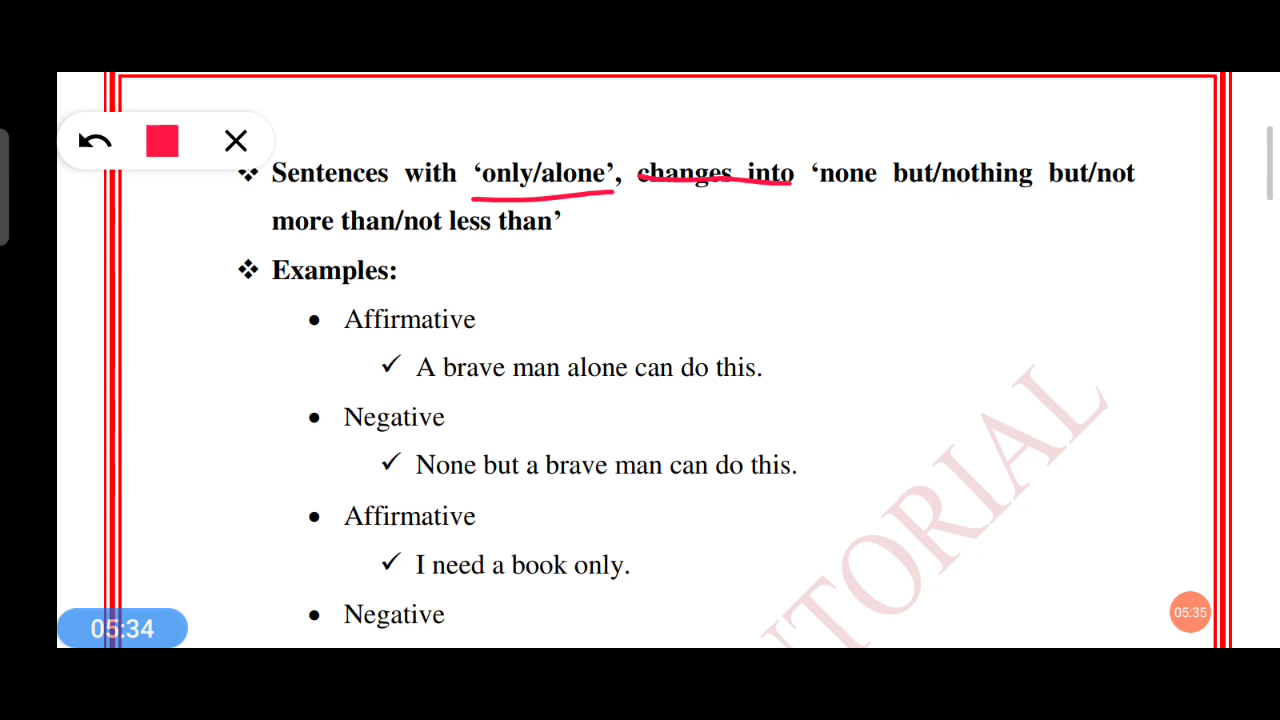 ❖ Sentences with ‘only/alone’, changes into ‘none but/nothing but/not
more than/not less than’
❖ Examples:
• Affirmative
✓ A brave man alone can do this.
• Negative
✓ None but a brave man can do this.
• Affirmative
✓ I need a book only.
• Negative
TORIAL
05:34
05:35